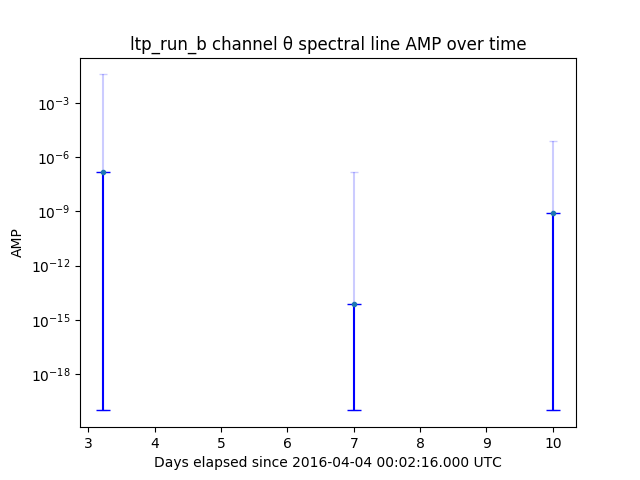 ltp_run_b channel θ spectral line AMP over time
AMP
10⁻³
10⁻⁶
10⁻⁹
10⁻¹²
10⁻¹⁵
10⁻¹⁸
3 4 5 6 7 8 9 10
Days elapsed since 2016-04-04 00:02:16.000 UTC